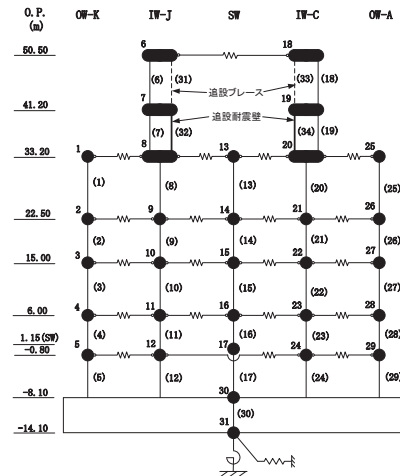 O.P.
(m)
OW-K IW-J SW IW-C OW-A
50.50
6 18
(6) (31) (33) (18)
追設ブレース
41.20
7 19
追設耐震壁
(7) (32) (34) (19)
33.20
1 8 13 20 25
(1) (8) (13) (20) (25)
22.50
2 9 14 21 26
(2) (9) (14) (21) (26)
15.00
3 10 15 22 27
(3) (10) (15) (22) (27)
6.00
4 11 16 23 28
(4) (11) (16) (23) (28)
1.15(SW)
-0.80
5 12 17 24 29
(5) (12) (17) (24) (29)
-8.10
30
(30)
-14.10
31